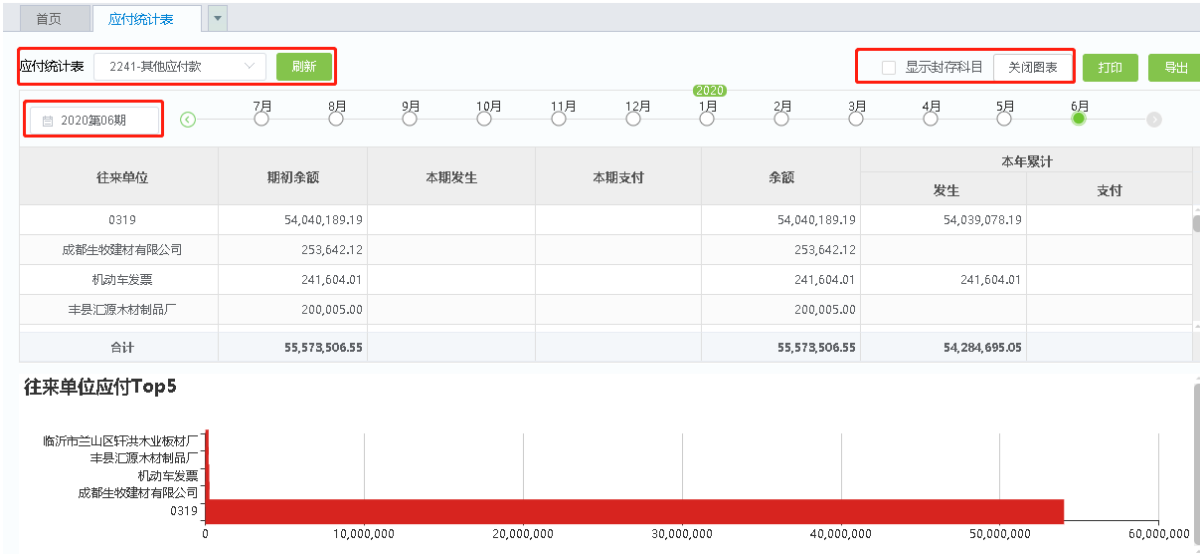 首页 应付统计表
应付统计表 2241-其他应付款 刷新 显示封存科目 关闭图表 打印 导出
2020
2020第06期 7月 8月 9月 10月 11月 12月 1月 2月 3月 4月 5月 6月
往来单位 期初余额 本期发生 本期支付 余额 本年累计
发生 支付
0319 54,040,189.19 54,040,189.19 54,039,078.19
成都生牧建材有限公司 253,642.12 253,642.12
机动车发票 241,604.01 241,604.01 241,604.01
丰县汇源木材制品厂 200,005.00 200,005.00
合计 55,573,506.55 55,573,506.55 54,284,695.05
往来单位应付Top5
临沂市兰山区轩洪木业板材厂
丰县汇源木材制品厂
机动车发票
成都生牧建材有限公司
0319
0 10,000,000 20,000,000 30,000,000 40,000,000 50,000,000 60,000,000